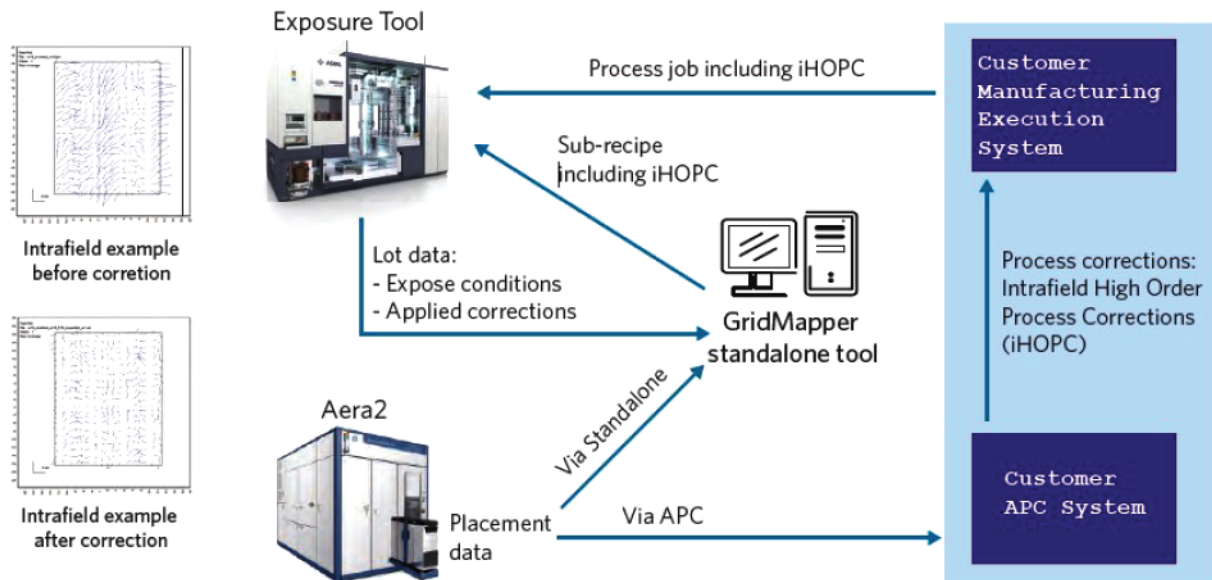 Exposure Tool
Process job including iHOPC
Customer
Manufacturing
Execution
System
Sub-recipe
including iHOPC
Intrafield example
before corretion
Lot data:
- Expose conditions
- Applied corrections
GridMapper
standalone tool
Process corrections:
Intrafield High Order
Process Corrections
(iHOPC)
Aera2
Via Standalone
Placement
data
Via APC
Customer
APC System
Intrafield example
after correction